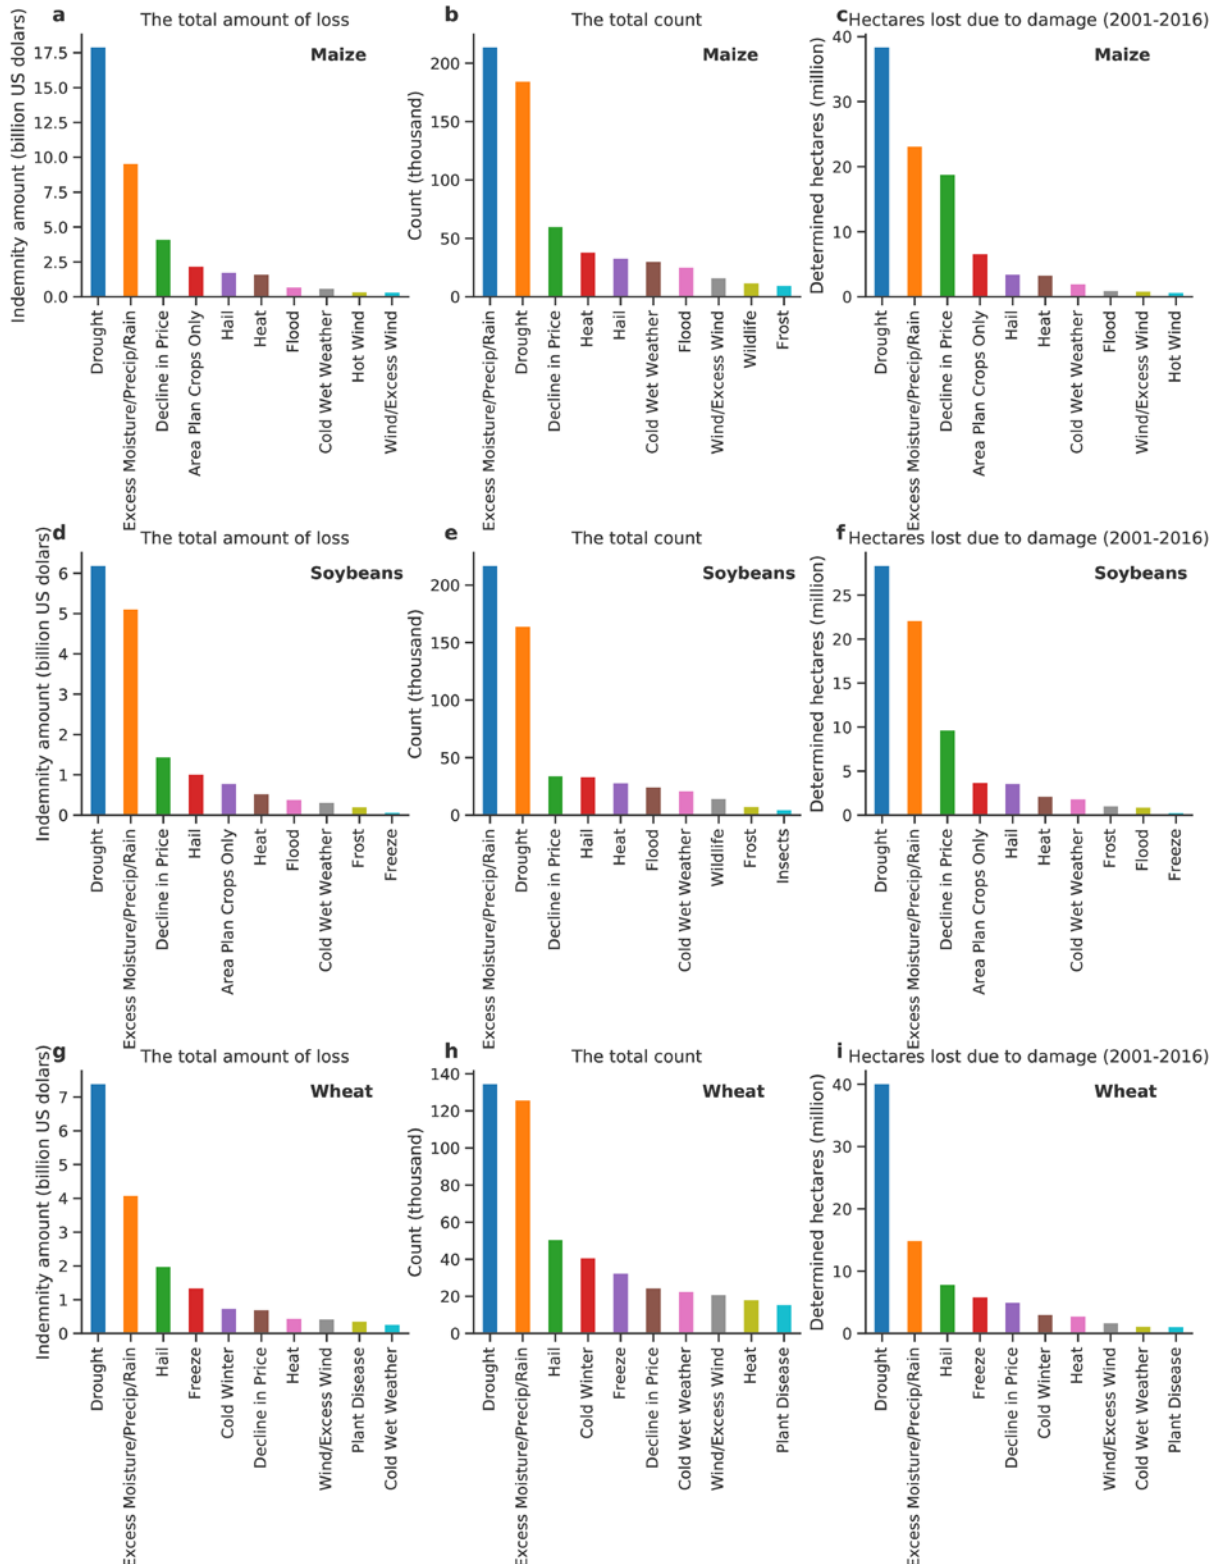 a The total amount of loss
Maize
Indemnity amount (billion US dolars)
17.5
15.0
12.5
10.0
7.5
5.0
2.5
0.0
Drought
Excess Moisture/Precip/Rain
Decline in Price
Area Plan Crops Only
Hail
Heat
Flood
Cold Wet Weather
Hot Wind
Wind/Excess Wind
b The total count
Maize
Count (thousand)
200
150
100
50
0
Excess Moisture/Precip/Rain
Drought
Decline in Price
Heat
Hail
Cold Wet Weather
Flood
Wind/Excess Wind
Wildlife
Frost
c Hectares lost due to damage (2001-2016)
Maize
Determined hectares (million)
40
30
20
10
0
Drought
Excess Moisture/Precip/Rain
Decline in Price
Area Plan Crops Only
Hail
Heat
Cold Wet Weather
Flood
Wind/Excess Wind
Hot Wind
d The total amount of loss
Soybeans
Indemnity amount (billion US dolars)
6
5
4
3
2
1
0
Drought
Excess Moisture/Precip/Rain
Decline in Price
Hail
Area Plan Crops Only
Heat
Flood
Cold Wet Weather
Frost
Freeze
e The total count
Soybeans
Count (thousand)
200
150
100
50
0
Excess Moisture/Precip/Rain
Drought
Decline in Price
Hail
Heat
Flood
Cold Wet Weather
Wildlife
Frost
Insects
f Hectares lost due to damage (2001-2016)
Soybeans
Determined hectares (million)
25
20
15
10
5
0
Drought
Excess Moisture/Precip/Rain
Decline in Price
Area Plan Crops Only
Hail
Heat
Cold Wet Weather
Frost
Flood
Freeze
g The total amount of loss
Wheat
Indemnity amount (billion US dolars)
7
6
5
4
3
2
1
0
Drought
Excess Moisture/Precip/Rain
Hail
Freeze
Cold Winter
Decline in Price
Heat
Wind/Excess Wind
Plant Disease
Cold Wet Weather
h The total count
Wheat
Count (thousand)
140
120
100
80
60
40
20
0
Drought
Excess Moisture/Precip/Rain
Hail
Cold Winter
Freeze
Decline in Price
Cold Wet Weather
Wind/Excess Wind
Heat
Plant Disease
i Hectares lost due to damage (2001-2016)
Wheat
Determined hectares (million)
40
30
20
10
0
Drought
Excess Moisture/Precip/Rain
Hail
Freeze
Decline in Price
Cold Winter
Heat
Wind/Excess Wind
Cold Wet Weather
Plant Disease